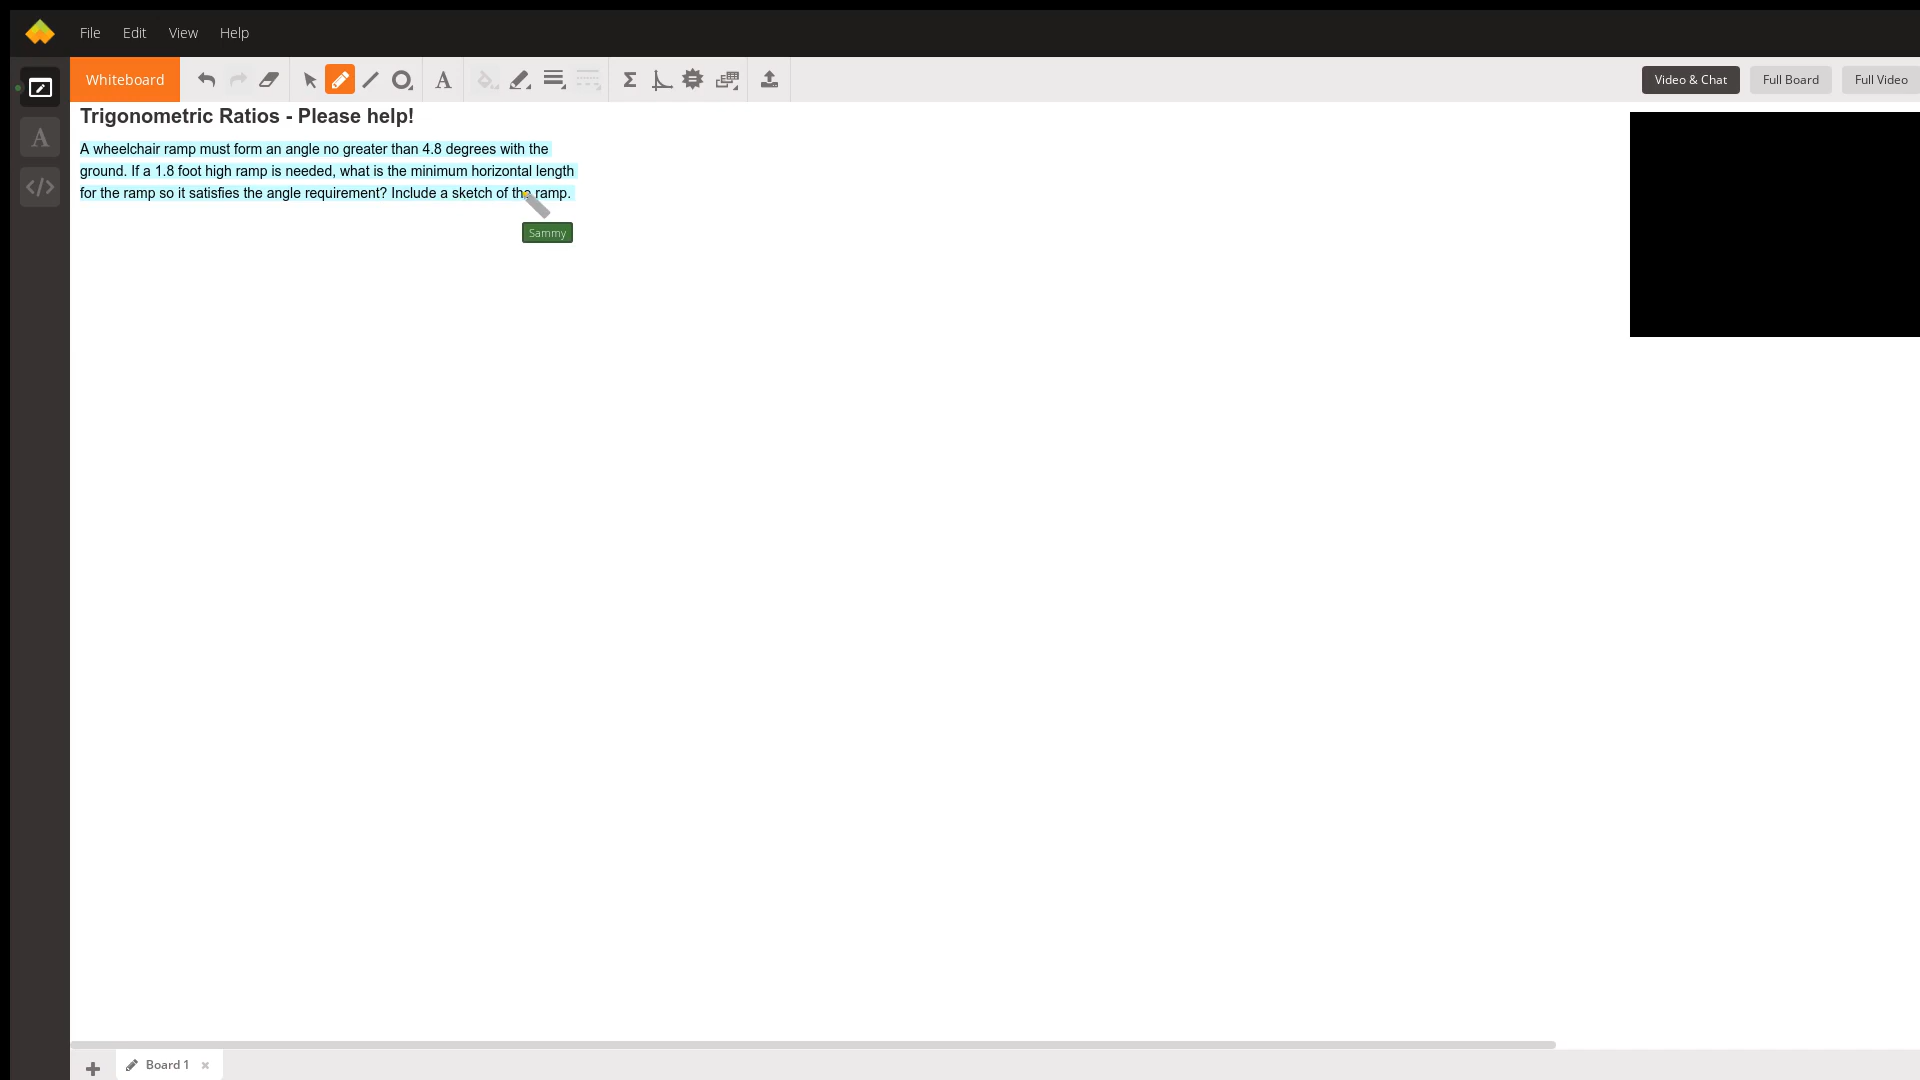 File Edit View Help
Whiteboard
Video & Chat Full Board Full Video
Trigonometric Ratios - Please help!
A wheelchair ramp must form an angle no greater than 4.8 degrees with the
ground. If a 1.8 foot high ramp is needed, what is the minimum horizontal length
for the ramp so it satisfies the angle requirement? Include a sketch of the ramp.
Sammy
Board 1